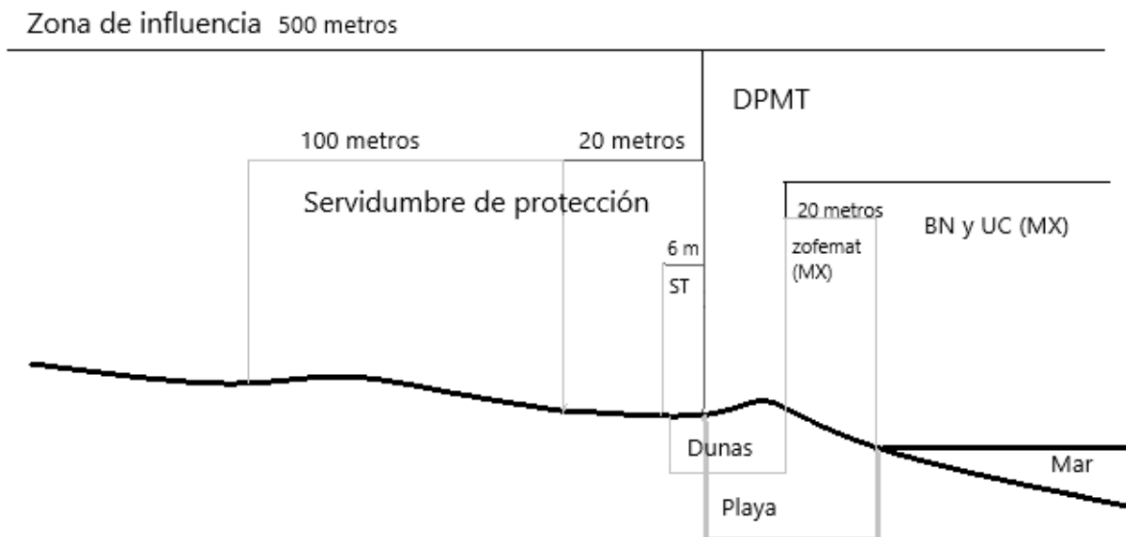 Zona de influencia 500 metros
DPMT
100 metros
20 metros
Servidumbre de protección
20 metros
BN y UC (MX)
zofemat
(MX)
6 m
ST
Dunas
Mar
Playa